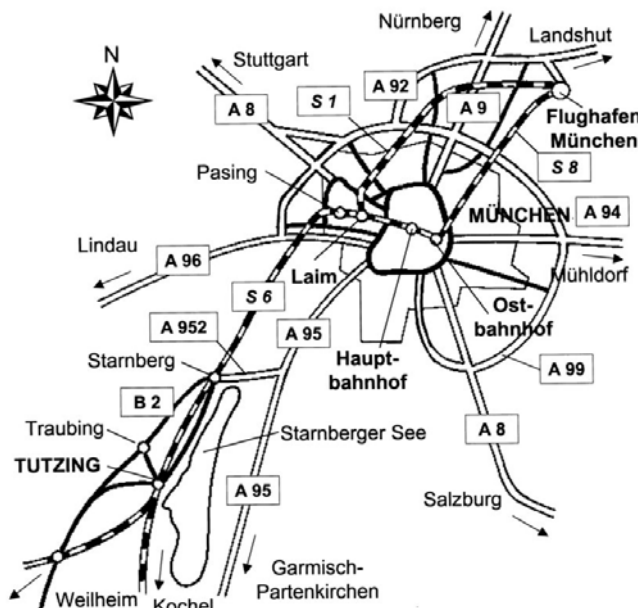 Nürnberg
Landshut
N
Stuttgart
A 92
A 8
S 1
A 9
Flughafen
München
Pasing
S 8
MÜNCHEN
A 94
Lindau
A 96
Laim
Mühldorf
S 6
Ost-
bahnhof
A 952
A 95
Haupt-
bahnhof
Starnberg
A 99
B 2
Traubing
Starnberger See
A 8
TUTZING
A 95
Salzburg
Garmisch-
Partenkirchen
Weilheim
Kochel